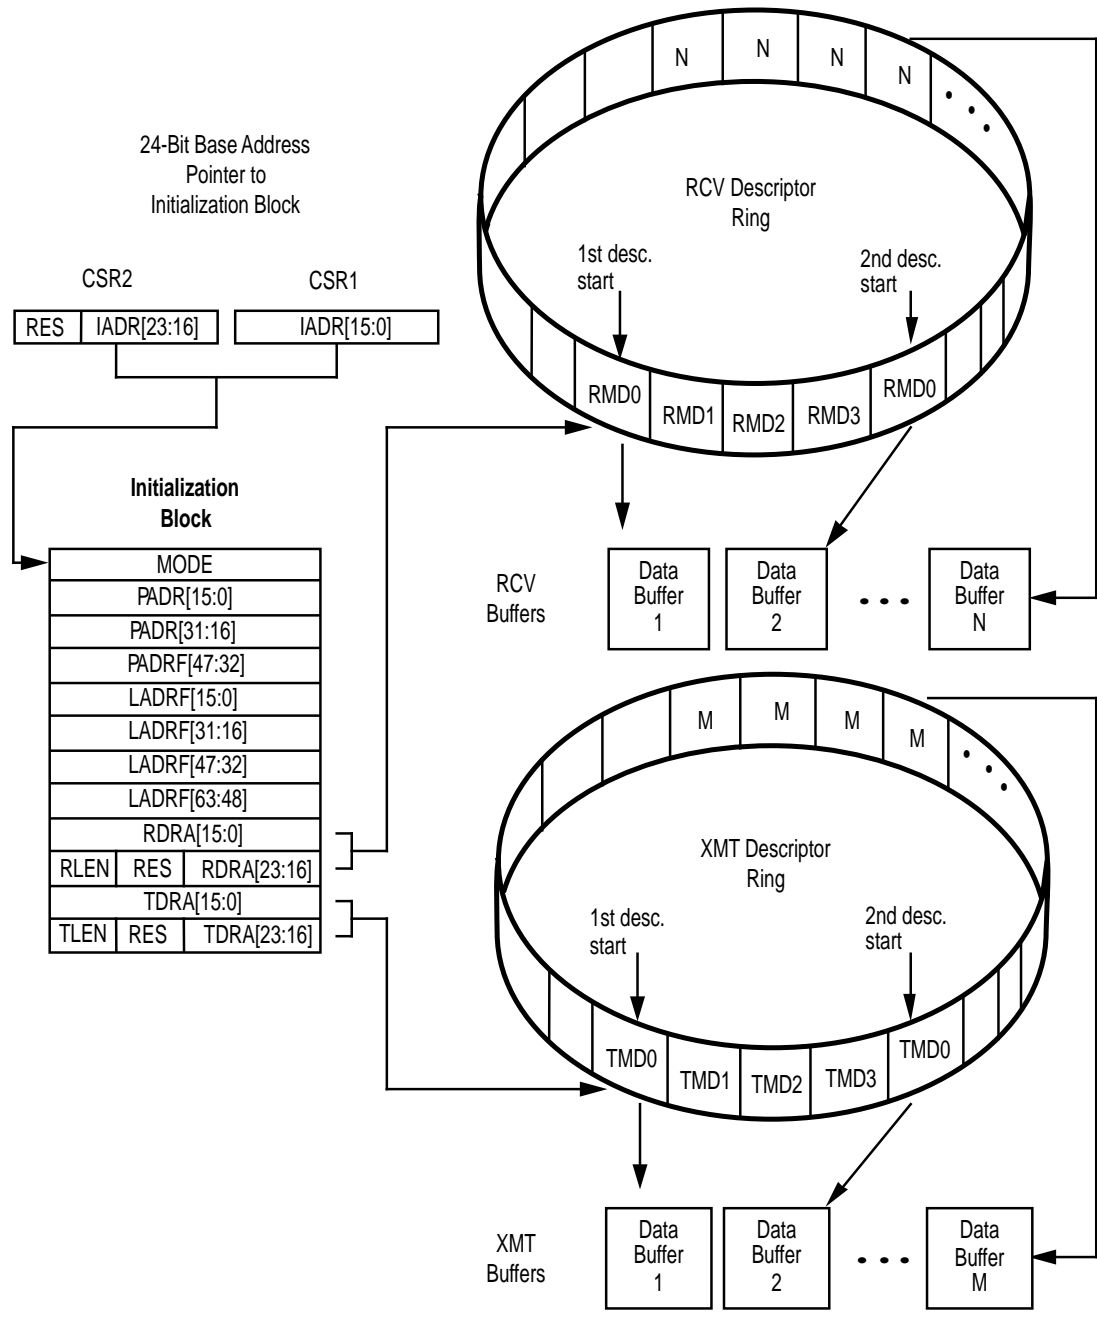 24-Bit Base Address
Pointer to
Initialization Block
CSR2
CSR1
RES
IADR[23:16]
IADR[15:0]
Initialization
Block
MODE
PADR[15:0]
PADR[31:16]
PADRF[47:32]
LADRF[15:0]
LADRF[31:16]
LADRF[47:32]
LADRF[63:48]
RDRA[15:0]
RLEN RES RDRA[23:16]
TDRA[15:0]
TLEN RES TDRA[23:16]
N N N N
RCV Descriptor
Ring
1st desc.
start
2nd desc.
start
RMD0 RMD1 RMD2 RMD3 RMD0
RCV
Buffers
Data
Buffer
1
Data
Buffer
2
Data
Buffer
N
M M M M
XMT Descriptor
Ring
1st desc.
start
2nd desc.
start
TMD0 TMD1 TMD2 TMD3 TMD0
XMT
Buffers
Data
Buffer
1
Data
Buffer
2
Data
Buffer
M